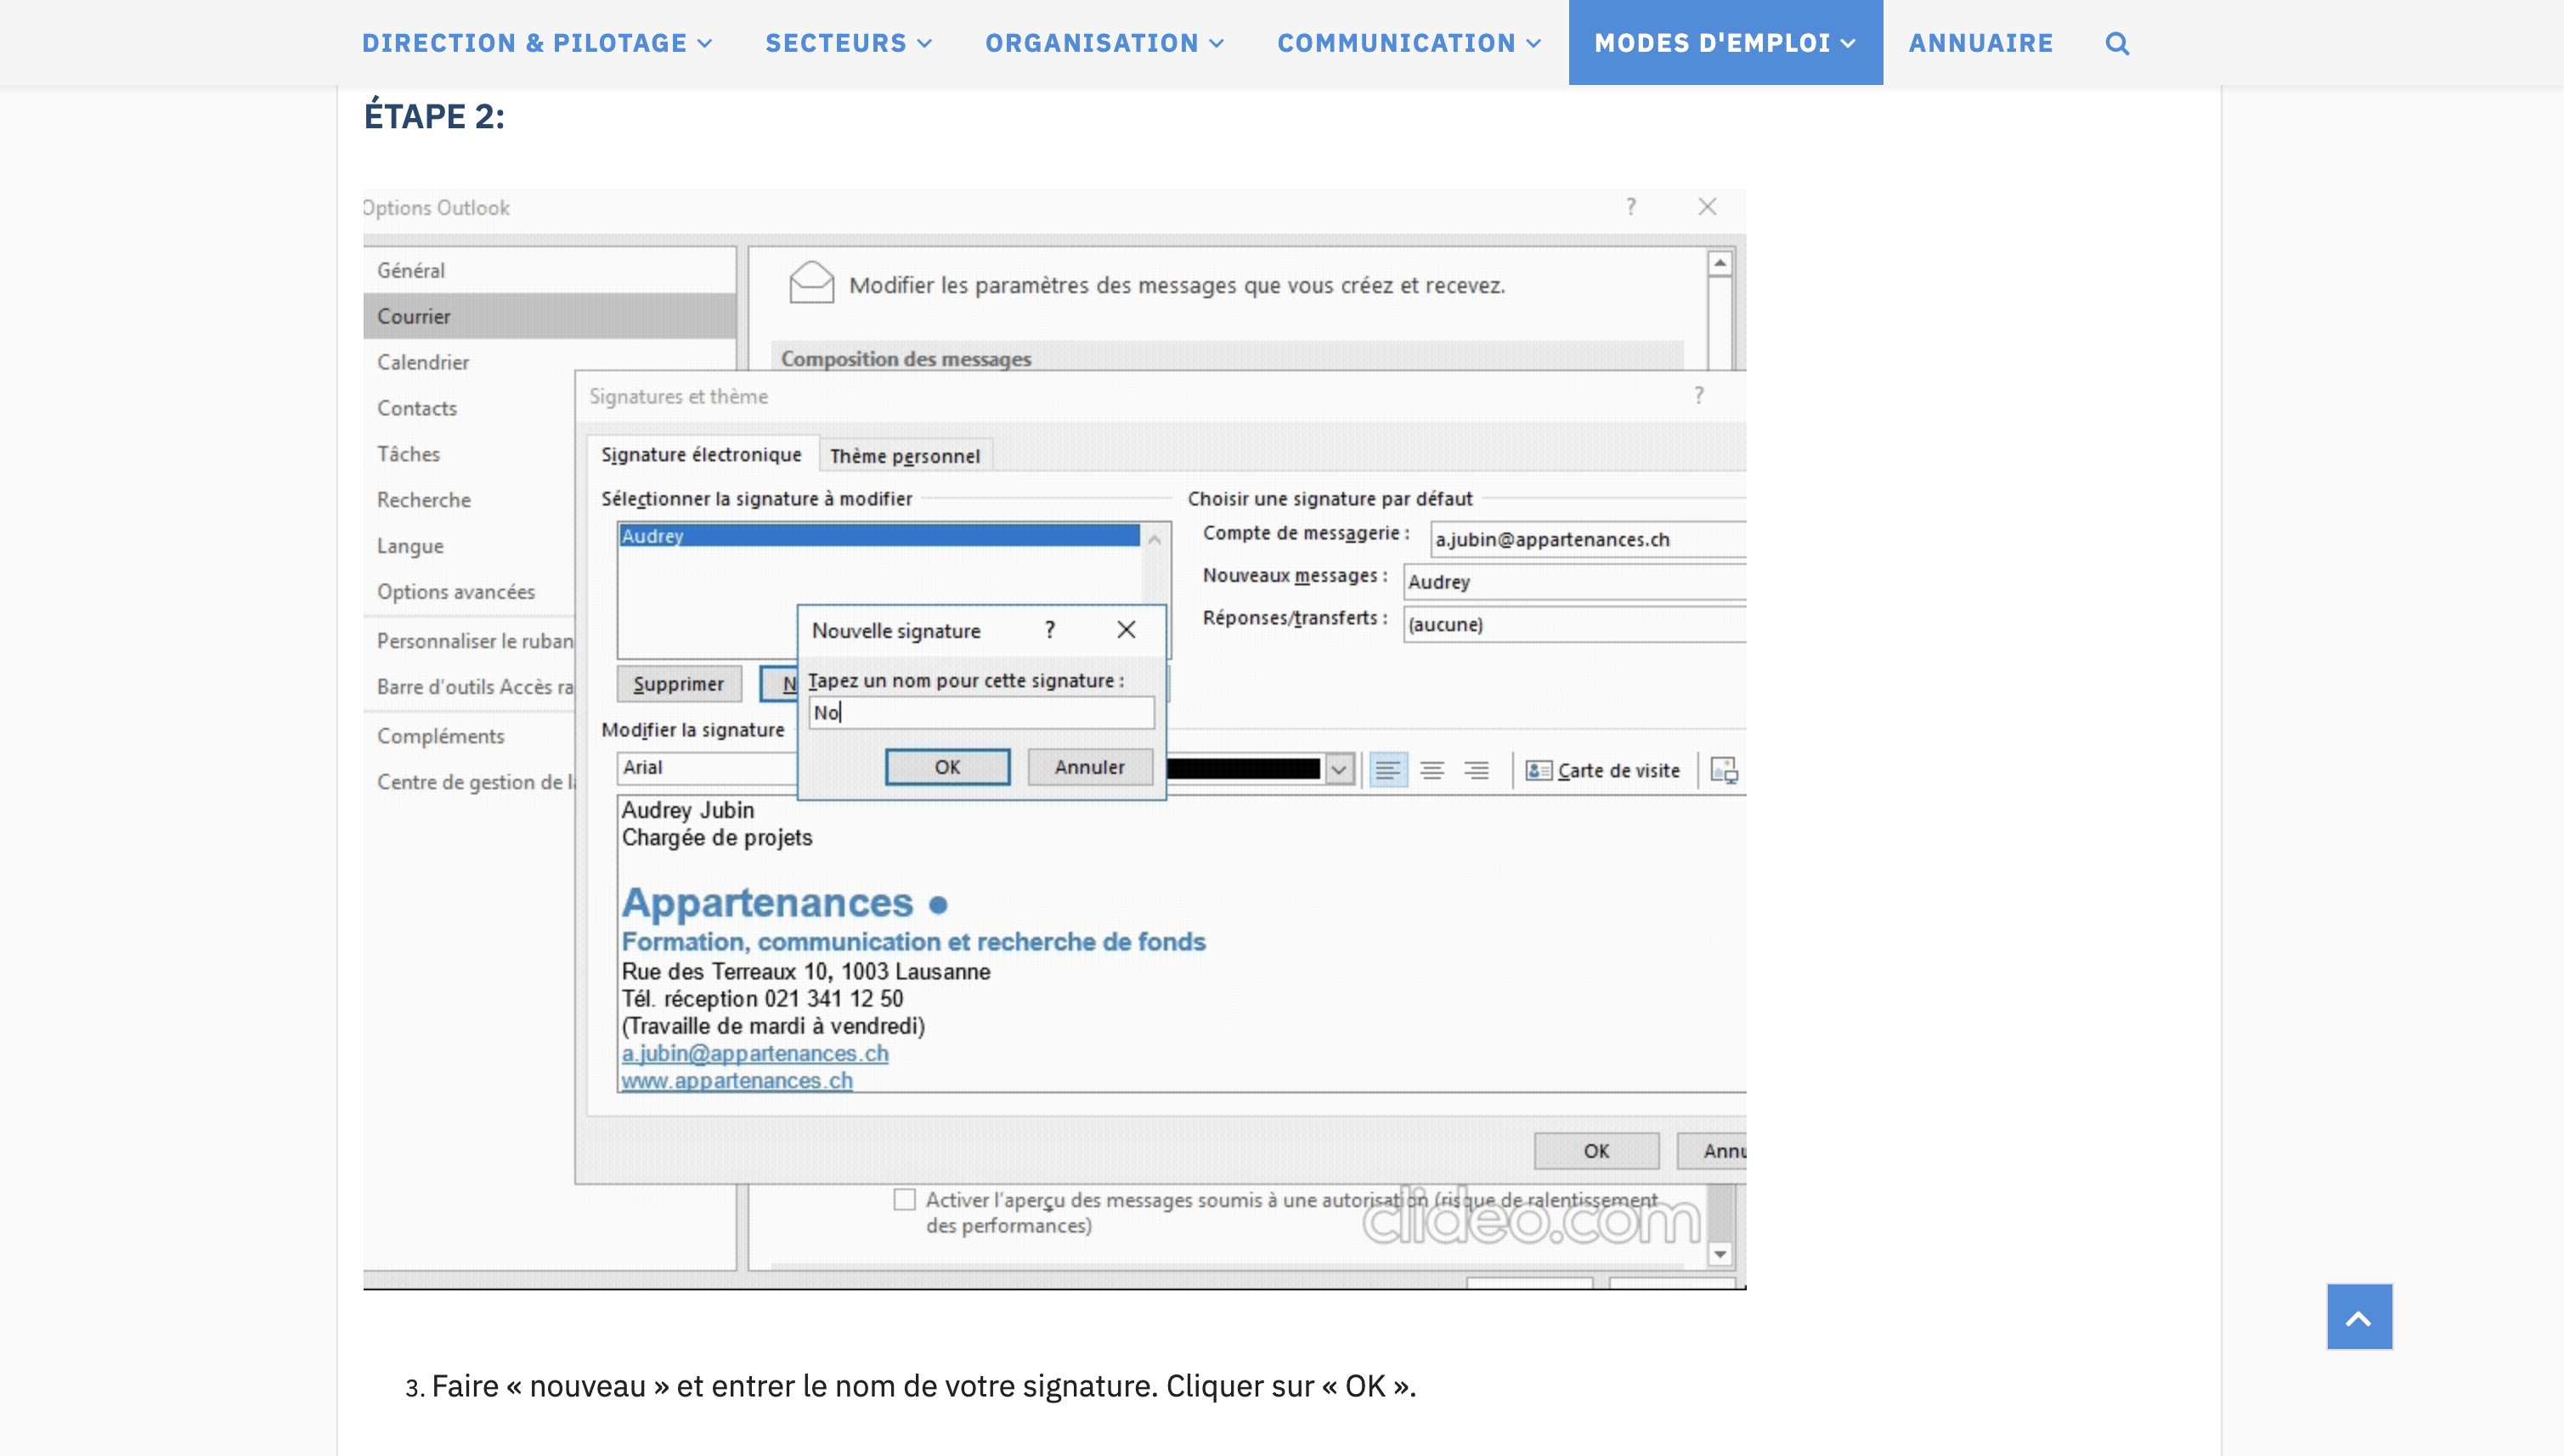 DIRECTION & PILOTAGE SECTEURS ORGANISATION COMMUNICATION MODES D'EMPLOI ANNUAIRE
ÉTAPE 2:
Options Outlook ?
Général
Courrier
Calendrier
Contacts
Tâches
Recherche
Langue
Options avancées
Personnaliser le ruban
Barre d'outils Accès ra
Compléments
Centre de gestion de la
Modifier les paramètres des messages que vous créez et recevez.
Composition des messages
Signatures et thème ?
Signature électronique Thème personnel
Sélectionner la signature à modifier
Audrey
Choisir une signature par défaut
Compte de messagerie : a.jubin@appartenances.ch
Nouveaux messages : Audrey
Réponses/transferts : (aucune)
Supprimer N
Nouvelle signature ?
Tapez un nom pour cette signature :
No
OK Annuler
Modifier la signature
Arial
Carte de visite
Audrey Jubin
Chargée de projets
Appartenances ●
Formation, communication et recherche de fonds
Rue des Terreaux 10, 1003 Lausanne
Tél. réception 021 341 12 50
(Travaille de mardi à vendredi)
a.jubin@appartenances.ch
www.appartenances.ch
OK Annu
Activer l'aperçu des messages soumis à une autorisation (risque de ralentissement
des performances)
clideo.com
3. Faire « nouveau » et entrer le nom de votre signature. Cliquer sur « OK ».